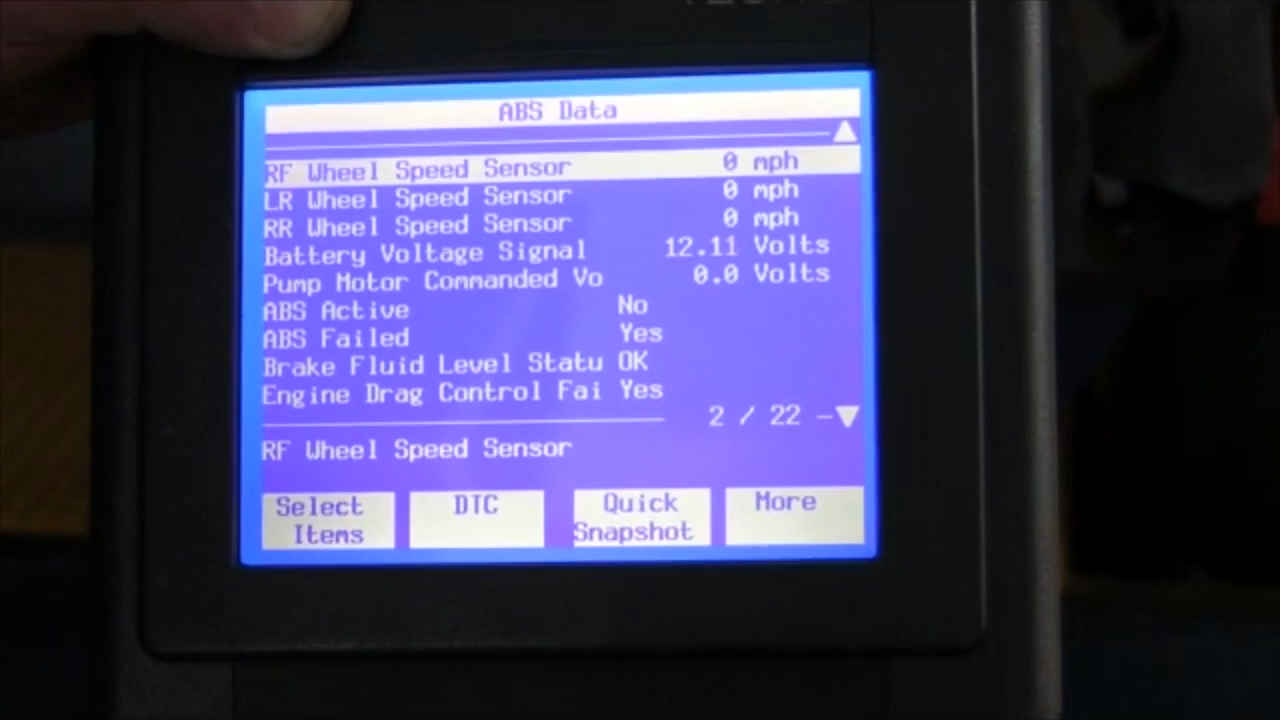 ABS Data
RF Wheel Speed Sensor 0 mph
LR Wheel Speed Sensor 0 mph
RR Wheel Speed Sensor 0 mph
Battery Voltage Signal 12.11 Volts
Pump Motor Commanded Vo 0.0 Volts
ABS Active No
ABS Failed Yes
Brake Fluid Level Statu OK
Engine Drag Control Fai Yes
2 / 22
RF Wheel Speed Sensor
Select Items
DTC
Quick Snapshot
More